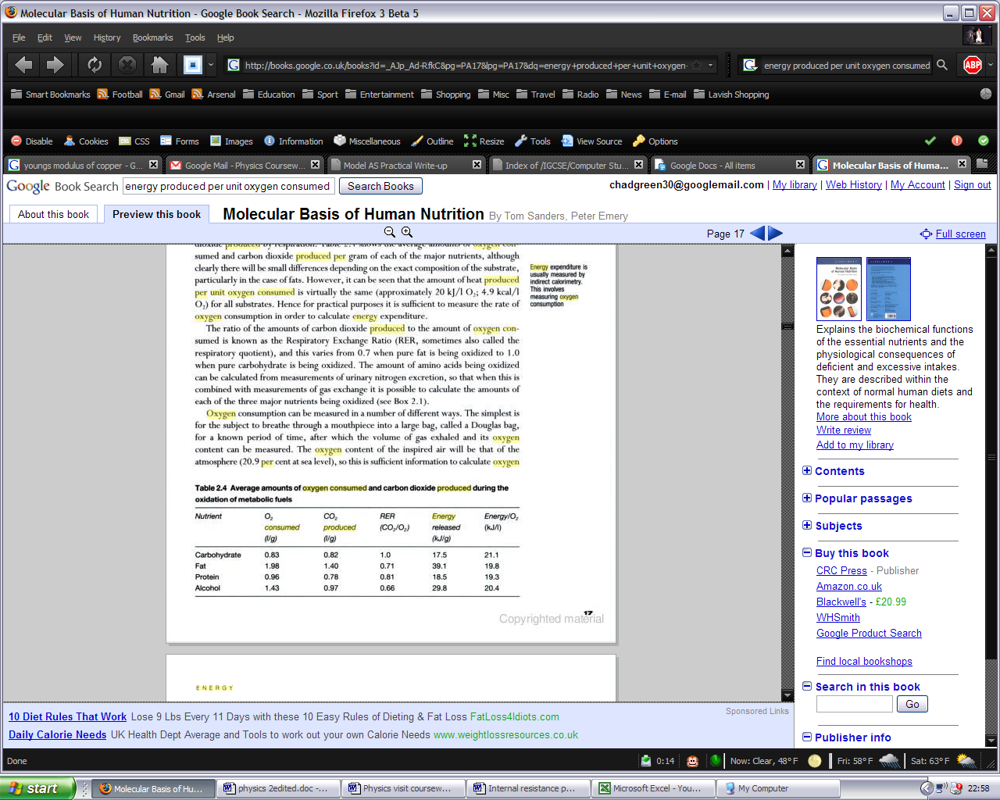 Molecular Basis of Human Nutrition - Google Book Search - Mozilla Firefox 3 Beta 5
File Edit View History Bookmarks Tools Help
http://books.google.co.uk/books?id=_AJp_Ad-RfkC&pg=PA17&lpg=PA17&dq=energy+produced+per+unit+oxygen energy produced per unit oxygen consumed ABP
Smart Bookmarks Football Gmail Arsenal Education Sport Entertainment Shopping Misc Travel Radio News E-mail Lavish Shopping
Disable Cookies CSS Forms Images Information Miscellaneous Outline Resize Tools View Source Options
youngs modulus of copper - G... Google Mail - Physics Coursew... Model AS Practical Write-up Index of /IGCSE/Computer Stu... Google Docs - All items Molecular Basis of Huma...
Google Book Search energy produced per unit oxygen consumed Search Books chadgreen30@googlemail.com | My library | Web History | My Account | Sign out
About this book Preview this book Molecular Basis of Human Nutrition By Tom Sanders, Peter Emery
Page 17 Full screen
dioxide produced by respiration. Table 2.4 shows the average amounts of oxygen con-
sumed and carbon dioxide produced per gram of each of the major nutrients, although
clearly there will be small differences depending on the exact composition of the substrate,
particularly in the case of fats. However, it can be seen that the amount of heat produced
per unit oxygen consumed is virtually the same (approximately 20 kJ/l O₂; 4.9 kcal/l
O₂) for all substrates. Hence for practical purposes it is sufficient to measure the rate of
oxygen consumption in order to calculate energy expenditure.
The ratio of the amounts of carbon dioxide produced to the amount of oxygen con-
sumed is known as the Respiratory Exchange Ratio (RER, sometimes also called the
respiratory quotient), and this varies from 0.7 when pure fat is being oxidized to 1.0
when pure carbohydrate is being oxidized. The amount of amino acids being oxidized
can be calculated from measurements of urinary nitrogen excretion, so that when this is
combined with measurements of gas exchange it is possible to calculate the amounts of
each of the three major nutrients being oxidized (see Box 2.1).
Oxygen consumption can be measured in a number of different ways. The simplest is
for the subject to breathe through a mouthpiece into a large bag, called a Douglas bag,
for a known period of time, after which the volume of gas exhaled and its oxygen
content can be measured. The oxygen content of the inspired air will be that of the
atmosphere (20.9 per cent at sea level), so this is sufficient information to calculate oxygen
Energy expenditure is
usually measured by
indirect calorimetry.
This involves
measuring oxygen
consumption
Table 2.4 Average amounts of oxygen consumed and carbon dioxide produced during the
oxidation of metabolic fuels
Nutrient O₂ CO₂ RER Energy Energy/O₂
consumed produced (CO₂/O₂) released (kJ/l)
(l/g) (l/g) (kJ/g)
Carbohydrate 0.83 0.82 1.0 17.5 21.1
Fat 1.98 1.40 0.71 39.1 19.8
Protein 0.96 0.78 0.81 18.5 19.3
Alcohol 1.43 0.97 0.66 29.8 20.4
17
Copyrighted material
ENERGY
Explains the biochemical functions
of the essential nutrients and the
physiological consequences of
deficient and excessive intakes.
They are described within the
context of normal human diets and
the requirements for health.
More about this book
Write review
Add to my library
Contents
Popular passages
Subjects
Buy this book
CRC Press - Publisher
Amazon.co.uk
Blackwell's - £20.99
WHSmith
Google Product Search
Find local bookshops
Search in this book
Go
Publisher info
Sponsored Links
10 Diet Rules That Work Lose 9 Lbs Every 11 Days with these 10 Easy Rules of Dieting & Fat Loss FatLoss4Idiots.com
Daily Calorie Needs UK Health Dept Average and Tools to work out your own Calorie Needs www.weightlossresources.co.uk
Done 0:14 Now: Clear, 48° F Fri: 58° F Sat: 63° F
start Molecular Basis of Hu... physics 2edited.doc -... Physics visit coursew... Internal resistance p... Microsoft Excel - You... My Computer 22:58